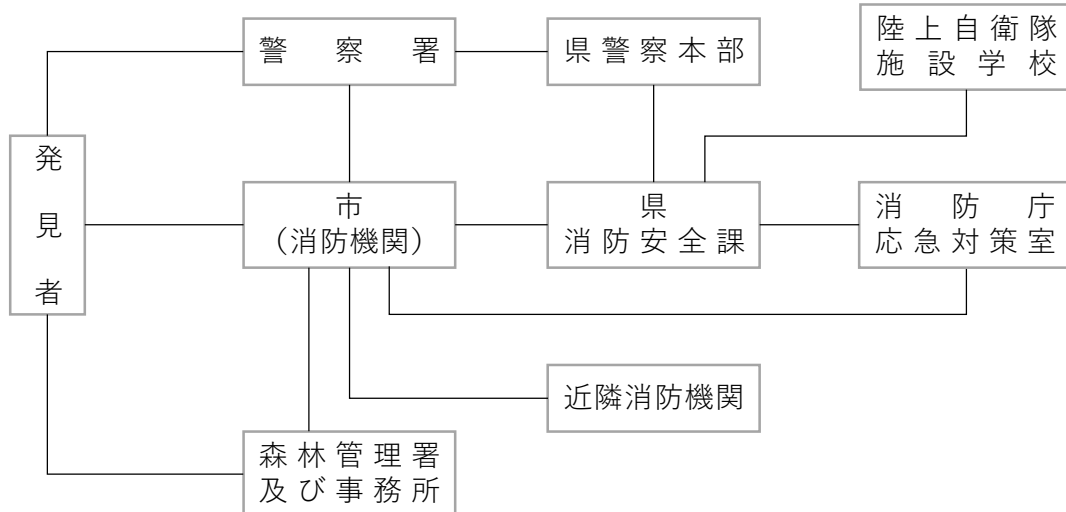 警察署
県警察本部
陸上自衛隊
施設学校
発見者
市
（消防機関）
県
消防安全課
消防庁
応急対策室
近隣消防機関
森林管理署
及び事務所